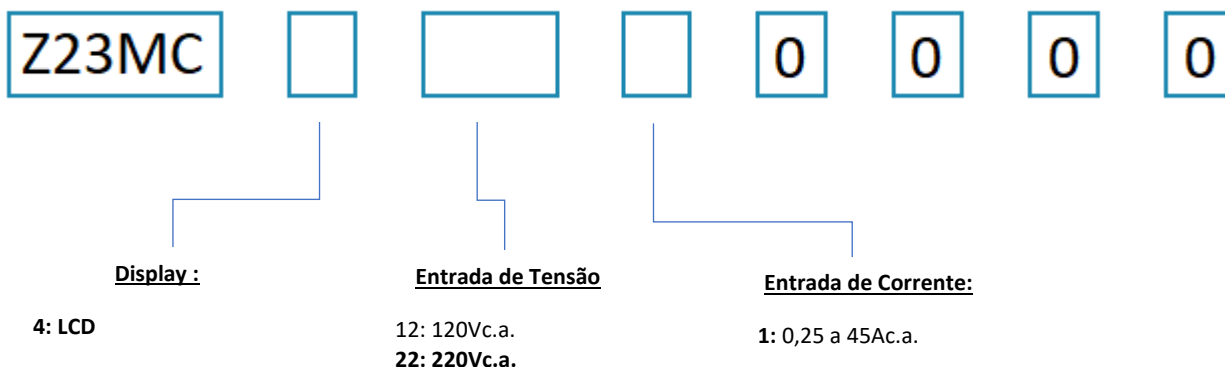 Z23MC 0 0 0 0
Display : Entrada de Tensão Entrada de Corrente:
4: LCD 12: 120Vc.a. 1: 0,25 a 45Ac.a.
22: 220Vc.a.